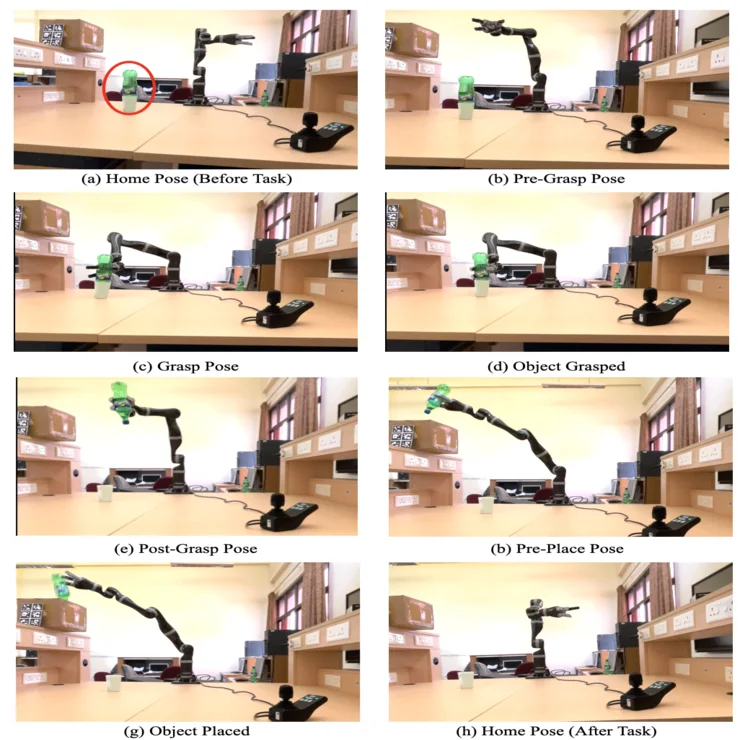 (a) Home Pose (Before Task)
(b) Pre-Grasp Pose
(c) Grasp Pose
(d) Object Grasped
(e) Post-Grasp Pose
(b) Pre-Place Pose
(g) Object Placed
(h) Home Pose (After Task)